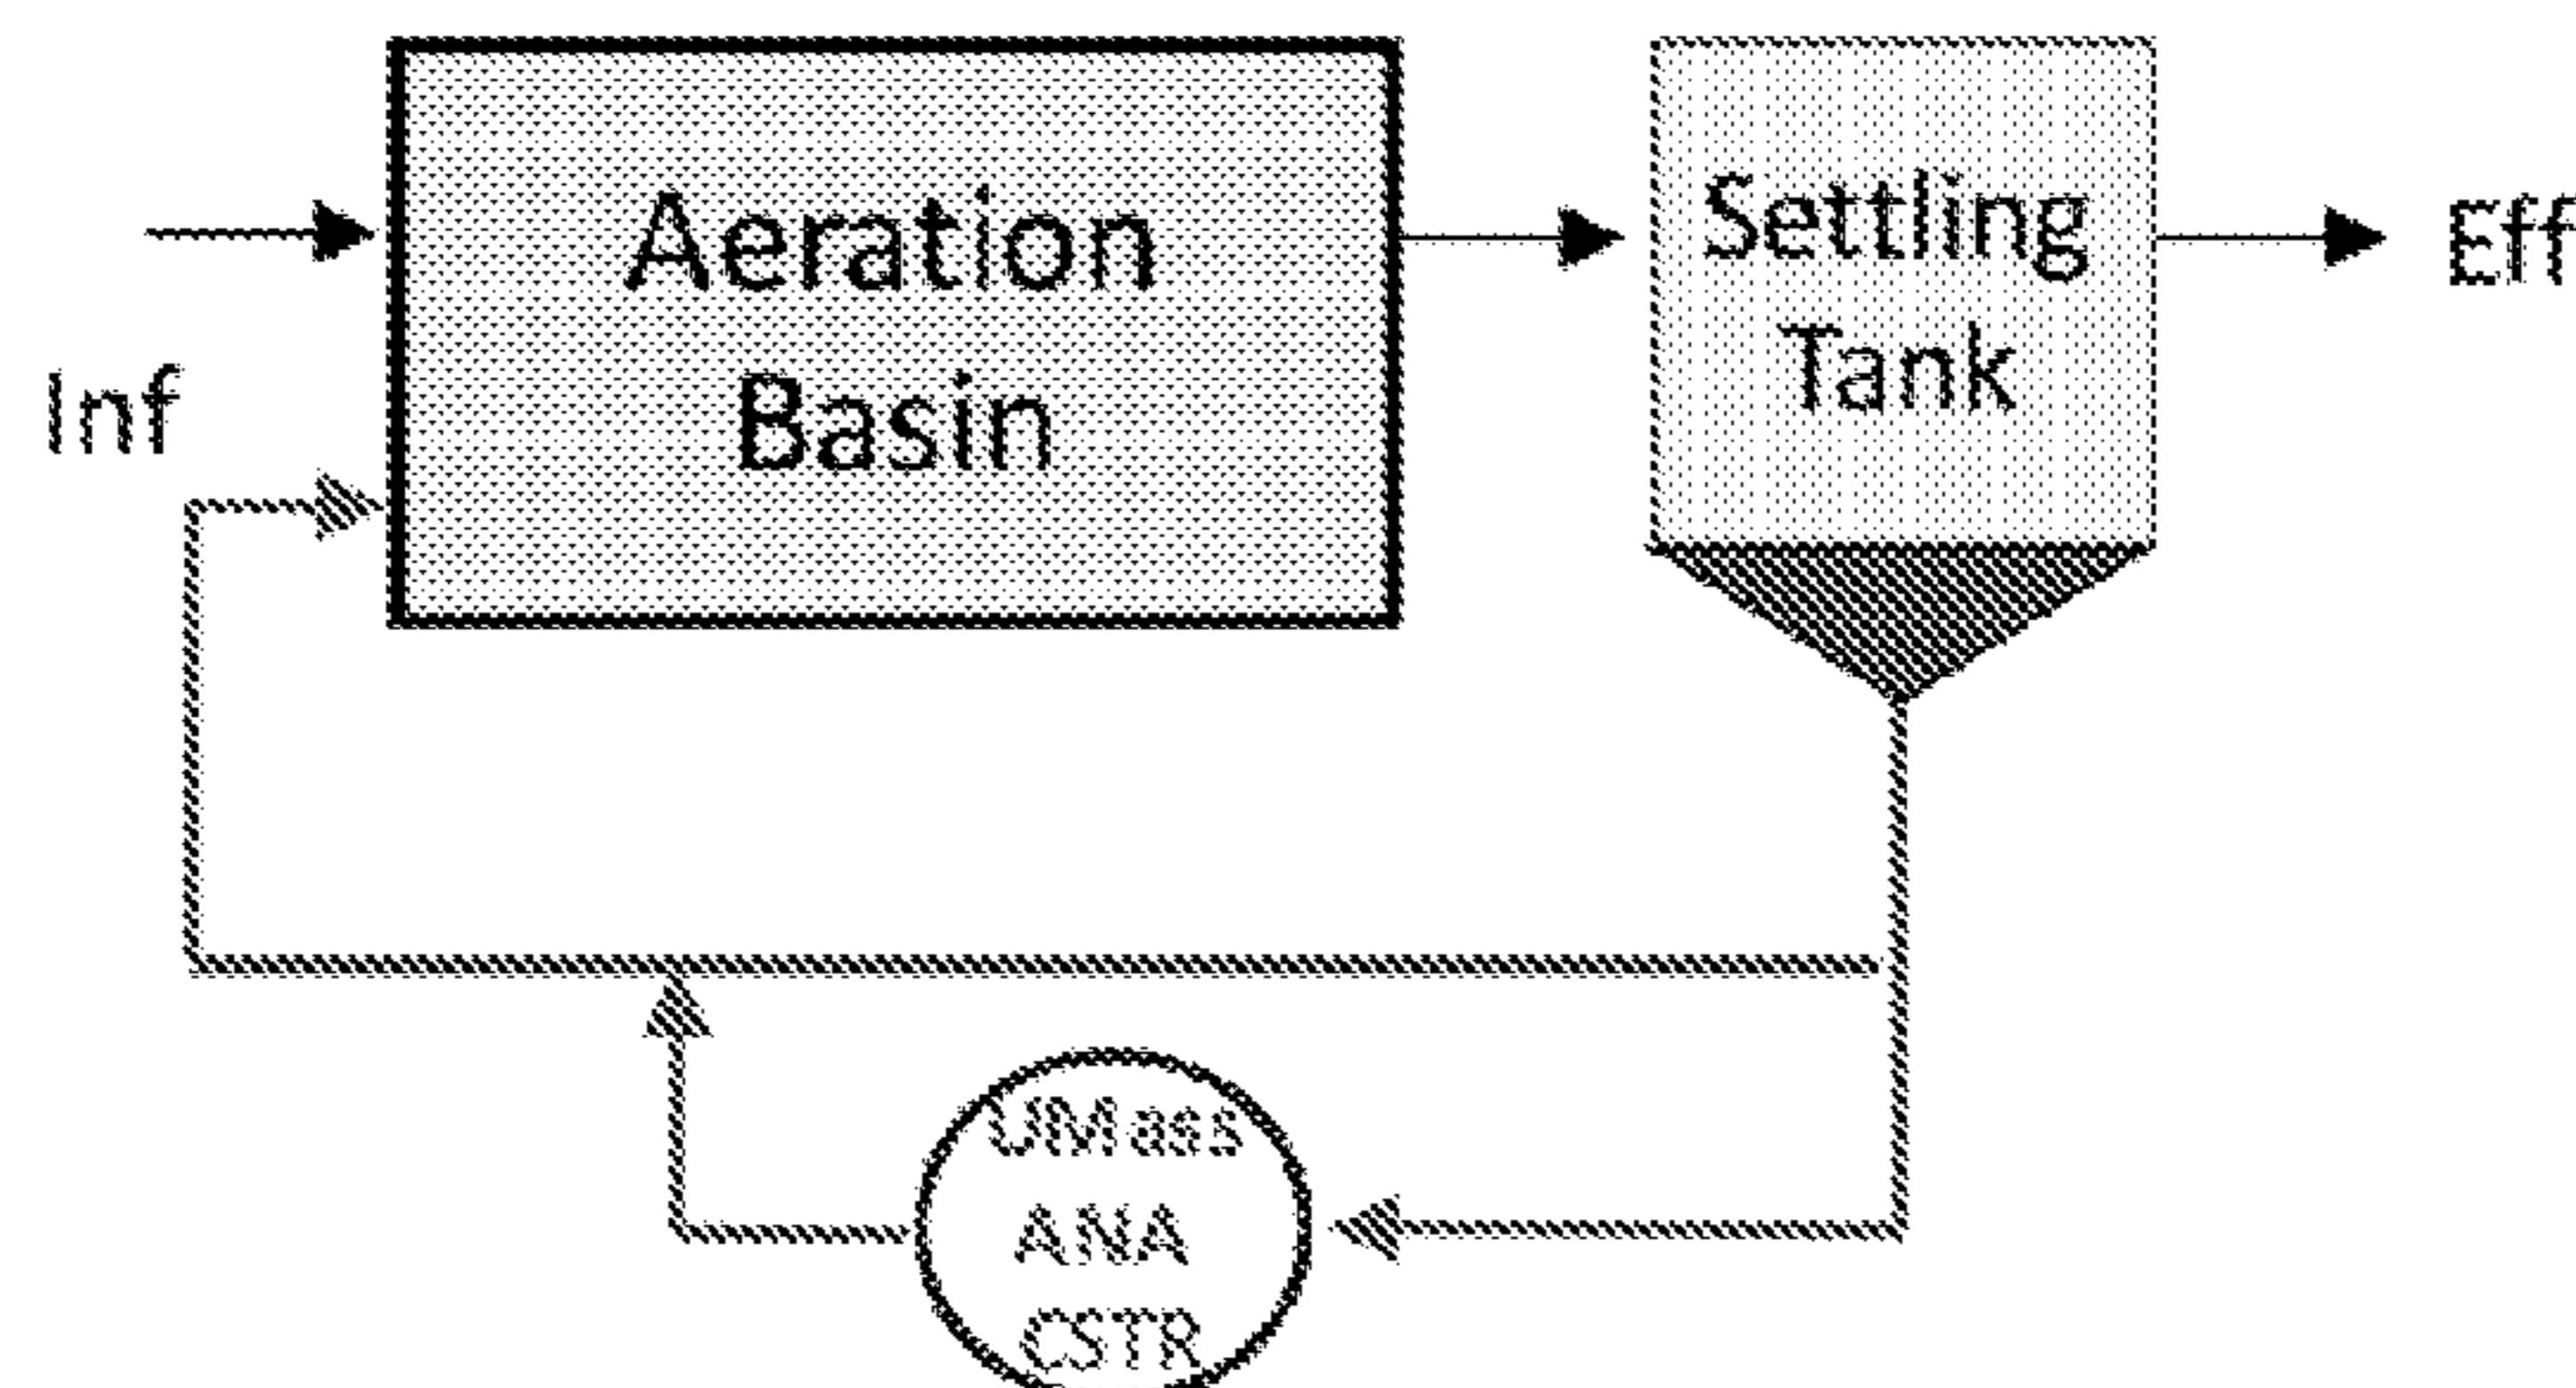 Aeration
Basin
Settling
Tank
Eff
Inf
UMass
ANA
CSTR